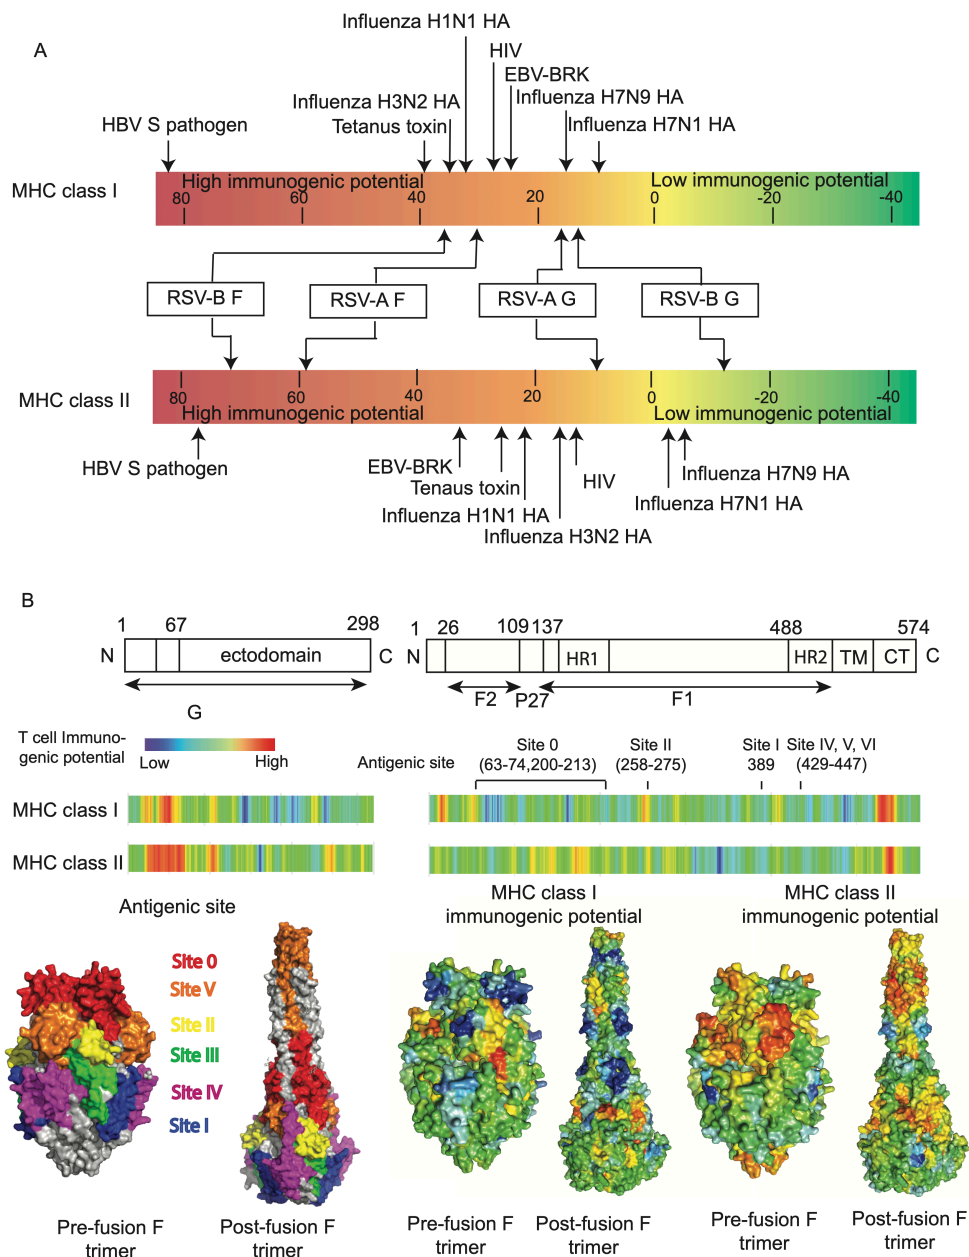 A
Influenza H1N1 HA
HIV
EBV-BRK
Influenza H3N2 HA
Influenza H7N9 HA
HBV S pathogen
Tetanus toxin
Influenza H7N1 HA
MHC class I
High immunogenic potential
Low immunogenic potential
80 60 40 20 0 -20 -40
RSV-B F
RSV-A F
RSV-A G
RSV-B G
MHC class II
80 60 40 20 0 -20 -40
High immunogenic potential
Low immunogenic potential
HBV S pathogen
EBV-BRK
Tenaus toxin
HIV
Influenza H7N9 HA
Influenza H1N1 HA
Influenza H7N1 HA
Influenza H3N2 HA
B
1 67 298
N ectodomain C
G
1 26 109 137 488 574
N HR1 HR2 TM CT C
F2 P27 F1
T cell Immuno-
genic potential
Low High
Antigenic site
Site 0
(63-74,200-213)
Site II
(258-275)
Site I
389
Site IV, V, VI
(429-447)
MHC class I
MHC class II
Antigenic site
MHC class I
immunogenic potential
MHC class II
immunogenic potential
Site 0
Site V
Site II
Site III
Site IV
Site I
Pre-fusion F
trimer
Post-fusion F
trimer
Pre-fusion F
trimer
Post-fusion F
trimer
Pre-fusion F
trimer
Post-fusion F
trimer